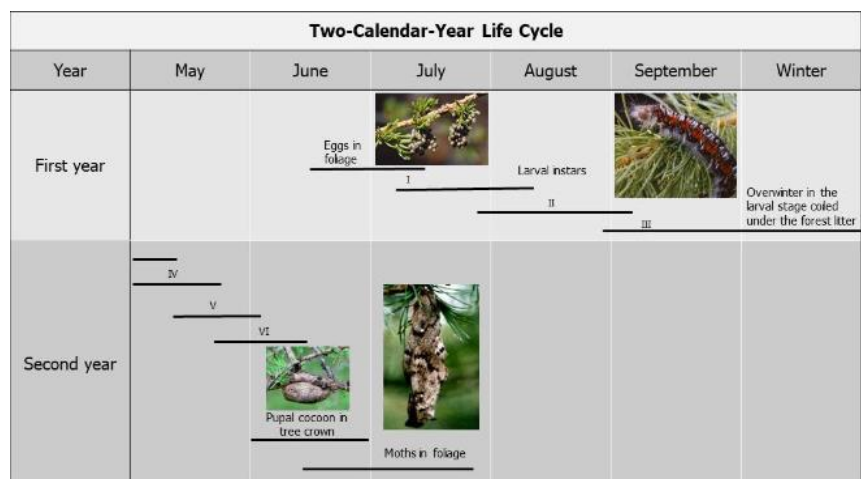 Two-Calendar-Year Life Cycle
Year May June July August September Winter
First year
Eggs in
foliage
I
Larval instars
II
III
Overwinter in the
larval stage coiled
under the forest litter
Second year
IV
V
VI
Pupal cocoon in
tree crown
Moths in foliage